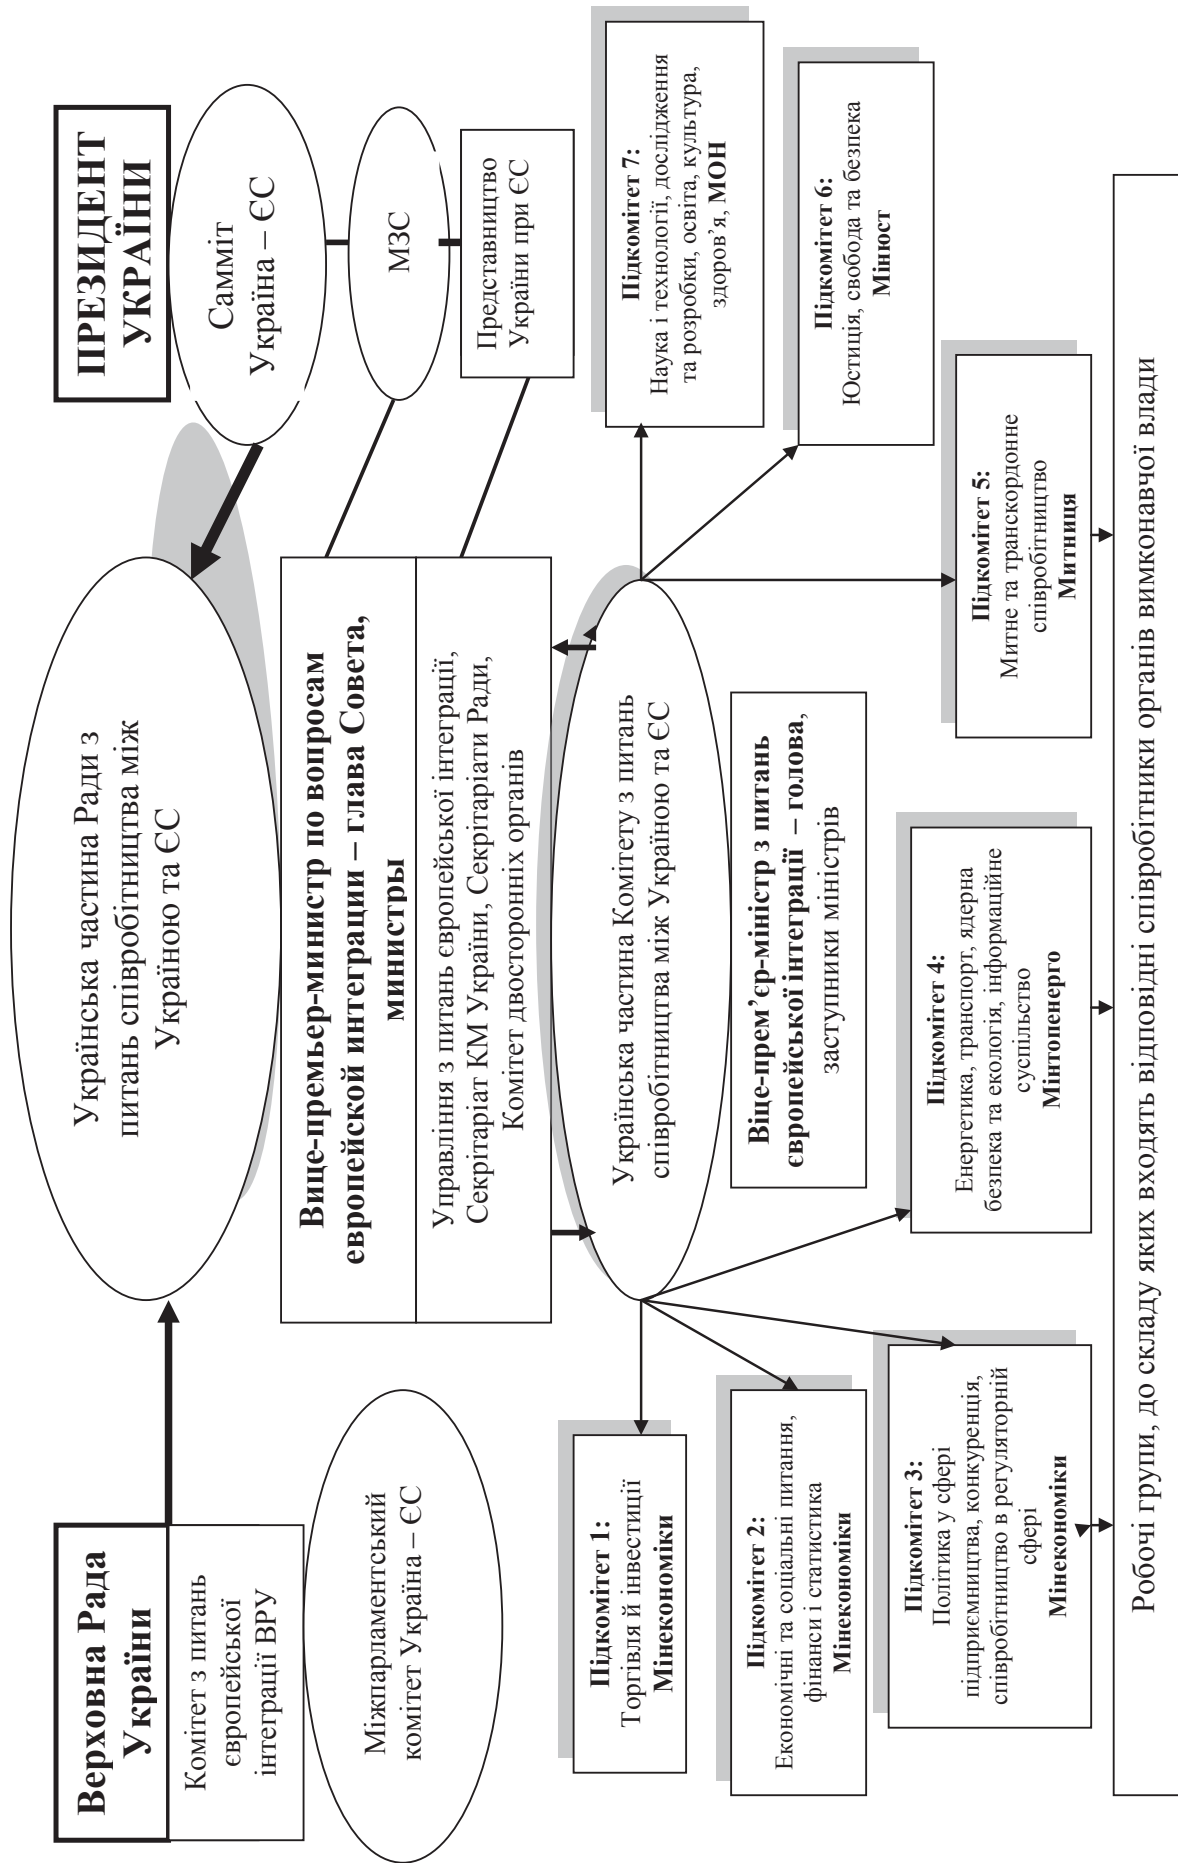 Верховна Рада
України
Комітет з питань
європейської
інтеграції ВРУ
Міжпарламентський
комітет Україна – ЄС
Українська частина Ради з
питань співробітництва між
Україною та ЄС
ПРЕЗИДЕНТ
УКРАЇНИ
Самміт
Україна – ЄС
МЗС
Представництво
України при ЄС
Вице-премьер-министр по вопросам
европейской интеграции – глава Совета,
министры
Управління з питань європейської інтеграції,
Секрітаріат КМ України, Секрітаріати Ради,
Комітет двосторонніх органів
Українська частина Комітету з питань
співробітництва між Україною та ЄС
Віце-прем’єр-міністр з питань
європейської інтеграції – голова,
заступники міністрів
Підкомітет 1:
Торгівля й інвестиції
Мінекономіки
Підкомітет 2:
Економічні та соціальні питання,
фінанси і статистика
Мінекономіки
Підкомітет 3:
Політика у сфері
підприємництва, конкуренція,
співробітництво в регуляторній
сфері
Мінекономіки
Підкомітет 4:
Енергетика, транспорт, ядерна
безпека та екологія, інформаційне
суспільство
Мінтопенерго
Підкомітет 5:
Митне та транскордонне
співробітництво
Митниця
Підкомітет 6:
Юстиція, свобода та безпека
Мінюст
Підкомітет 7:
Наука і технології, дослідження
та розробки, освіта, культура,
здоров’я, МОН
Робочі групи, до складу яких входять відповідні співробітники органів вимконавчої влади